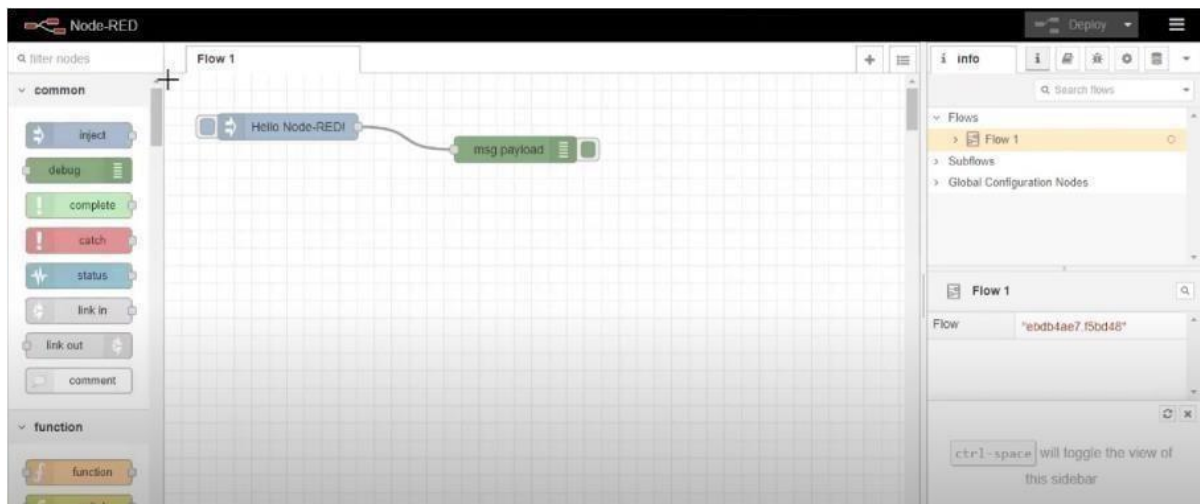 Node-RED
Deploy
filter nodes
Flow 1
i info
i
Search flows
common
inject
debug
complete
catch
status
link in
link out
comment
function
function
Hello Node-RED!
msg payload
Flows
Flow 1
Subflows
Global Configuration Nodes
Flow 1
Flow "ebdb4ae7.f5bd48"
ctrl-space will toggle the view of
this sidebar